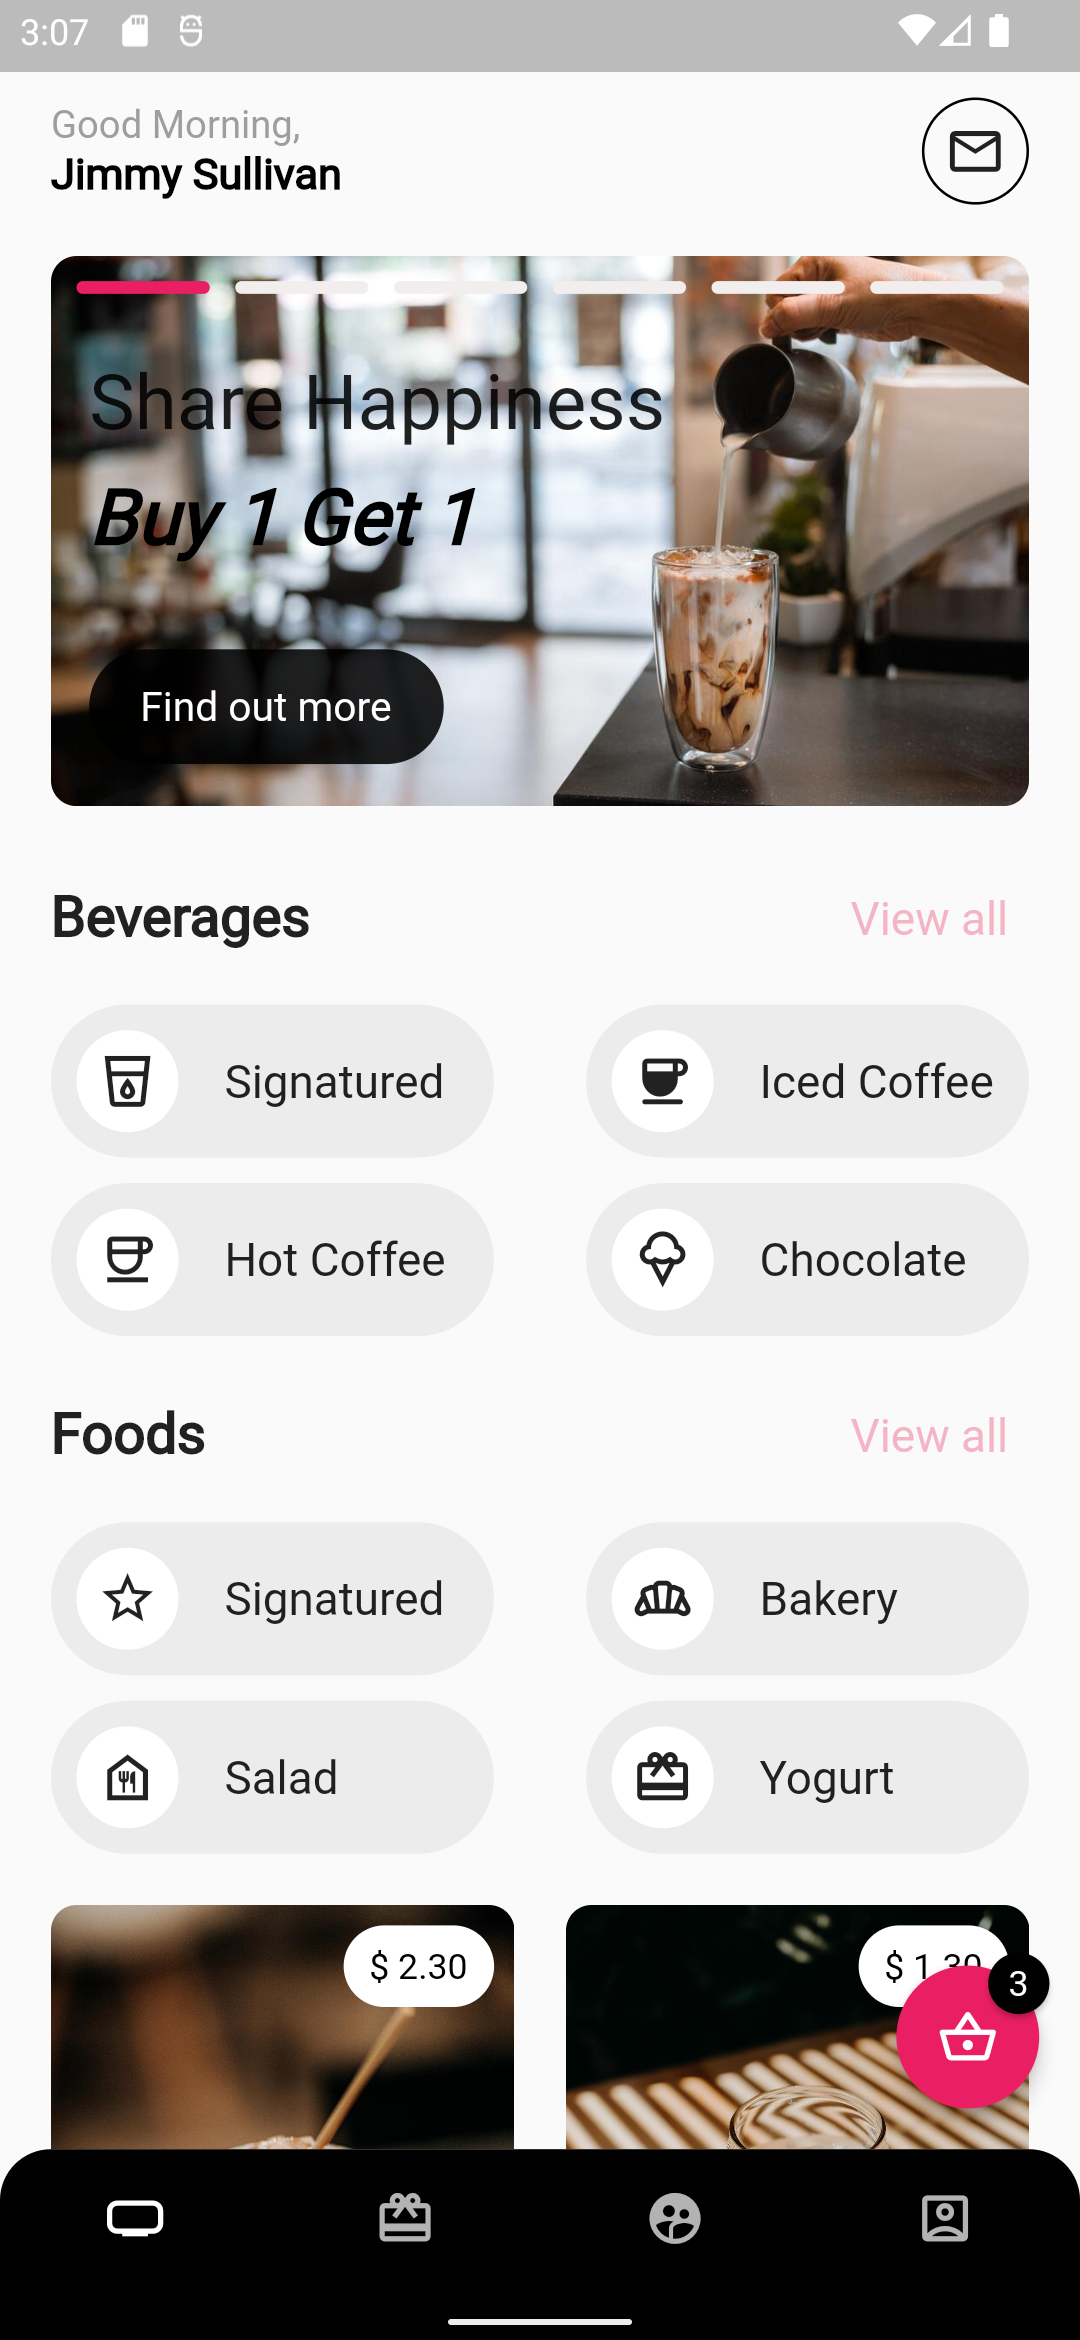 3:07
Good Morning,
Jimmy Sullivan
Share Happiness
Buy 1 Get 1
Find out more
Beverages
View all
Signatured
Iced Coffee
Hot Coffee
Chocolate
Foods
View all
Signatured
Bakery
Salad
Yogurt
$ 2.30
$ 1.30
3